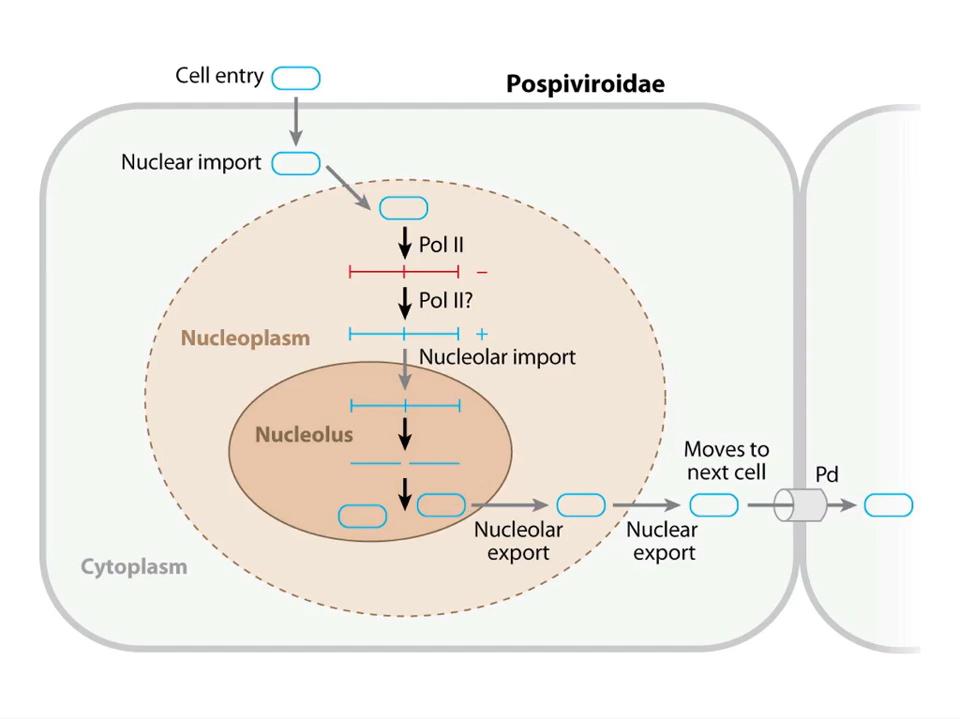 Cell entry
Pospiviroidae
Nuclear import
Pol II
−
Pol II?
+
Nucleoplasm
Nucleolar import
Nucleolus
Moves to
next cell
Pd
Nucleolar
export
Nuclear
export
Cytoplasm